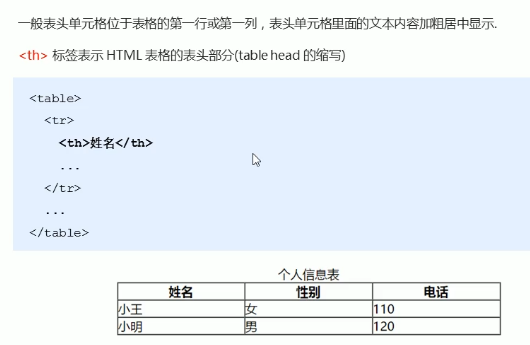 一般表头单元格位于表格的第一行或第一列，表头单元格里面的文本内容加粗居中显示.
<th> 标签表示 HTML 表格的表头部分(table head 的缩写)
<table>
<tr>
<th>姓名</th>
...
</tr>
...
</table>
个人信息表
姓名 性别 电话
小王 女 110
小明 男 120